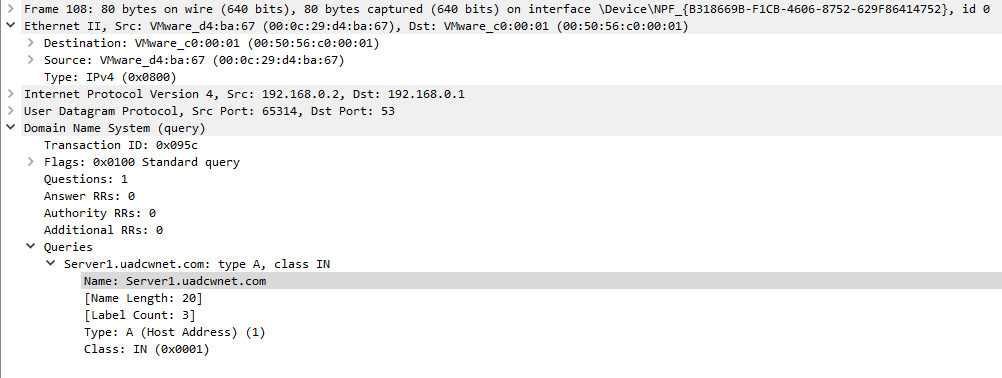 Frame 108: 80 bytes on wire (640 bits), 80 bytes captured (640 bits) on interface \Device\NPF_{B318669B-F1CB-4606-8752-629F86414752}, id 0
Ethernet II, Src: VMware_d4:ba:67 (00:0c:29:d4:ba:67), Dst: VMware_c0:00:01 (00:50:56:c0:00:01)
Destination: VMware_c0:00:01 (00:50:56:c0:00:01)
Source: VMware_d4:ba:67 (00:0c:29:d4:ba:67)
Type: IPv4 (0x0800)
Internet Protocol Version 4, Src: 192.168.0.2, Dst: 192.168.0.1
User Datagram Protocol, Src Port: 65314, Dst Port: 53
Domain Name System (query)
Transaction ID: 0x095c
Flags: 0x0100 Standard query
Questions: 1
Answer RRs: 0
Authority RRs: 0
Additional RRs: 0
Queries
Server1.uadcwnet.com: type A, class IN
Name: Server1.uadcwnet.com
[Name Length: 20]
[Label Count: 3]
Type: A (Host Address) (1)
Class: IN (0x0001)